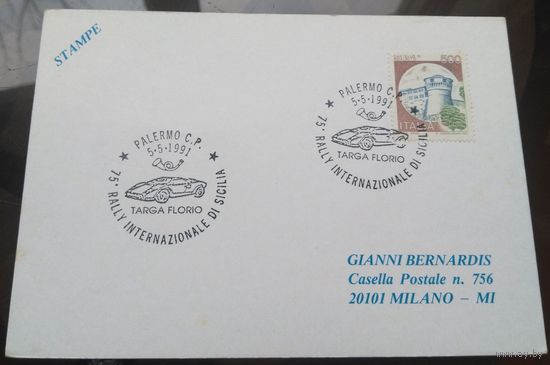 STAMPE
500
ITALIA
PALERMO C.P.
5-5-1991
TARGA FLORIO
75° RALLY INTERNAZIONALE DI SICILIA
PALERMO C.P.
5-5-1991
TARGA FLORIO
75° RALLY INTERNAZIONALE DI SICILIA
GIANNI BERNARDIS
Casella Postale n. 756
20101 MILANO – MI